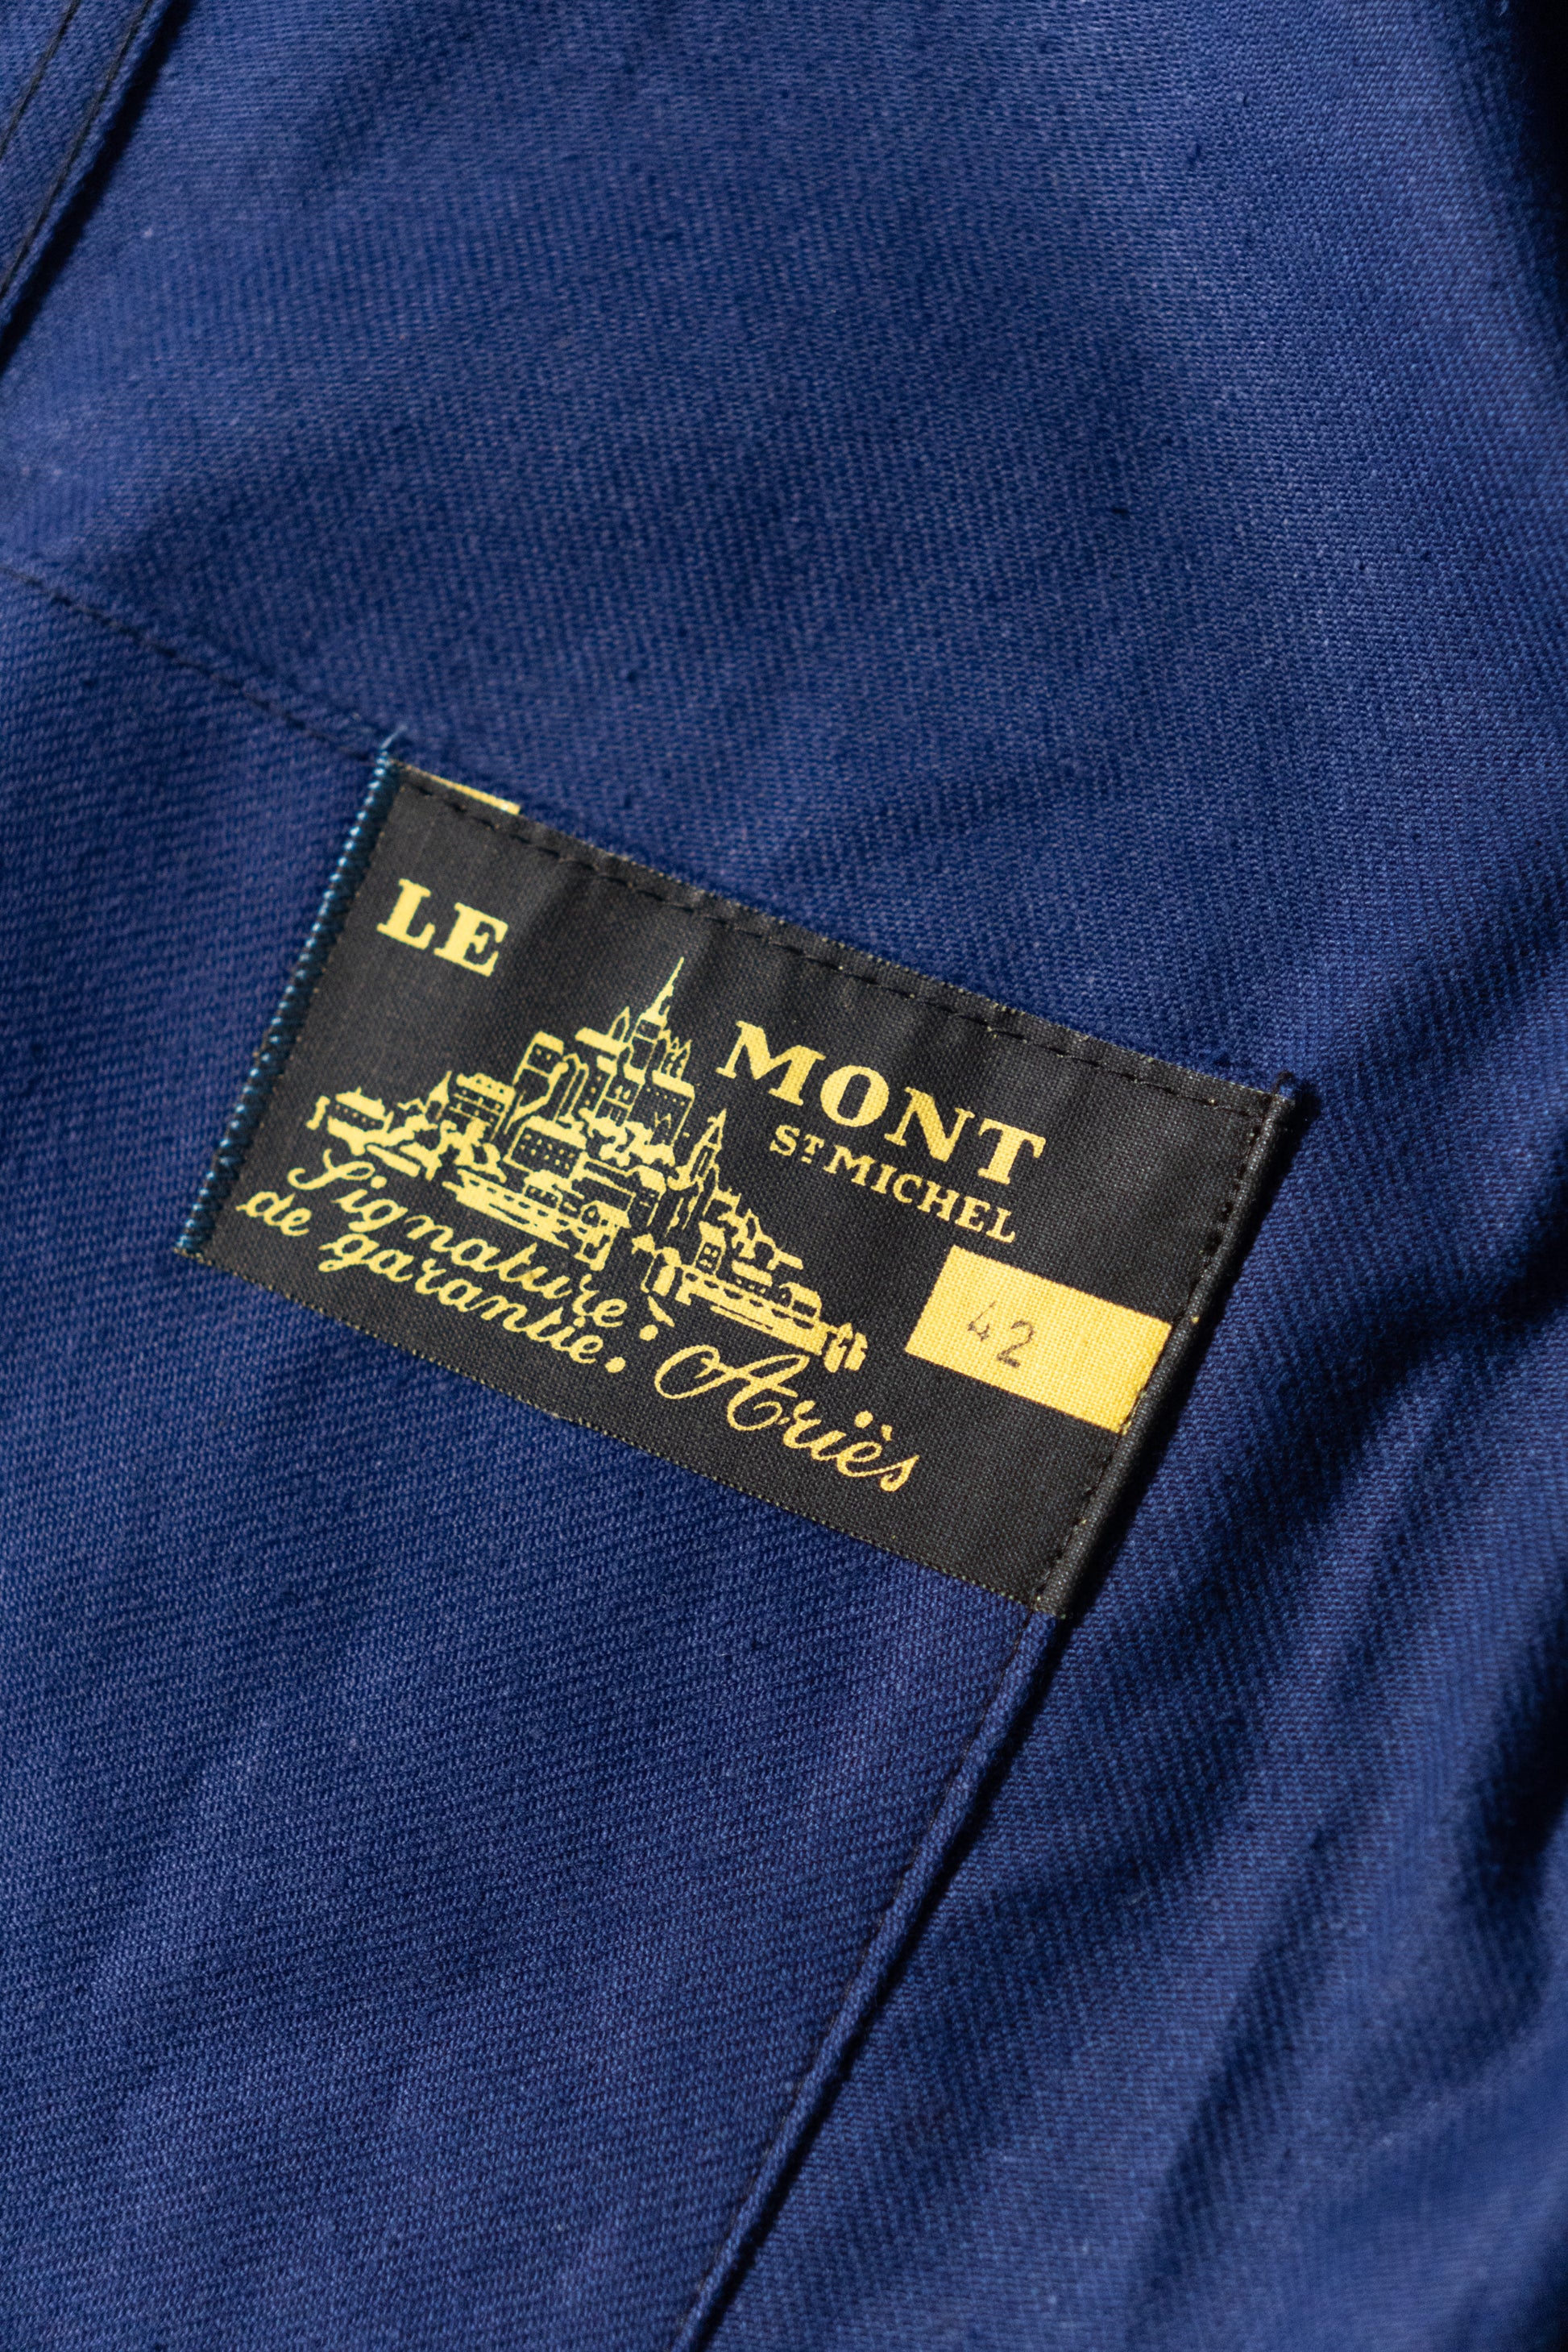 LE
MONT
ST MICHEL
Signature
de garantie:
Ariès
42